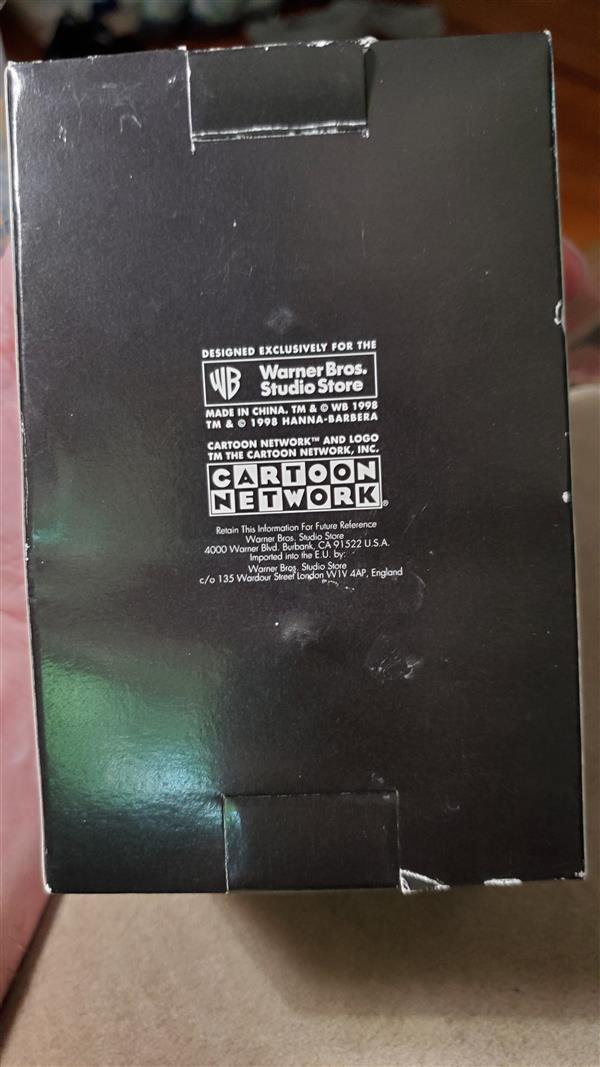 DESIGNED EXCLUSIVELY FOR THE
WB Warner Bros.
Studio Store
MADE IN CHINA. TM & © WB 1998
TM & © 1998 HANNA-BARBERA
CARTOON NETWORK™ AND LOGO
TM THE CARTOON NETWORK, INC.
CARTOON
NETWORK®
Retain This Information For Future Reference
Warner Bros. Studio Store
4000 Warner Blvd. Burbank, CA 91522 U.S.A.
Imported into the E.U. by:
Warner Bros. Studio Store
c/o 135 Wardour Street London W1V 4AP, England